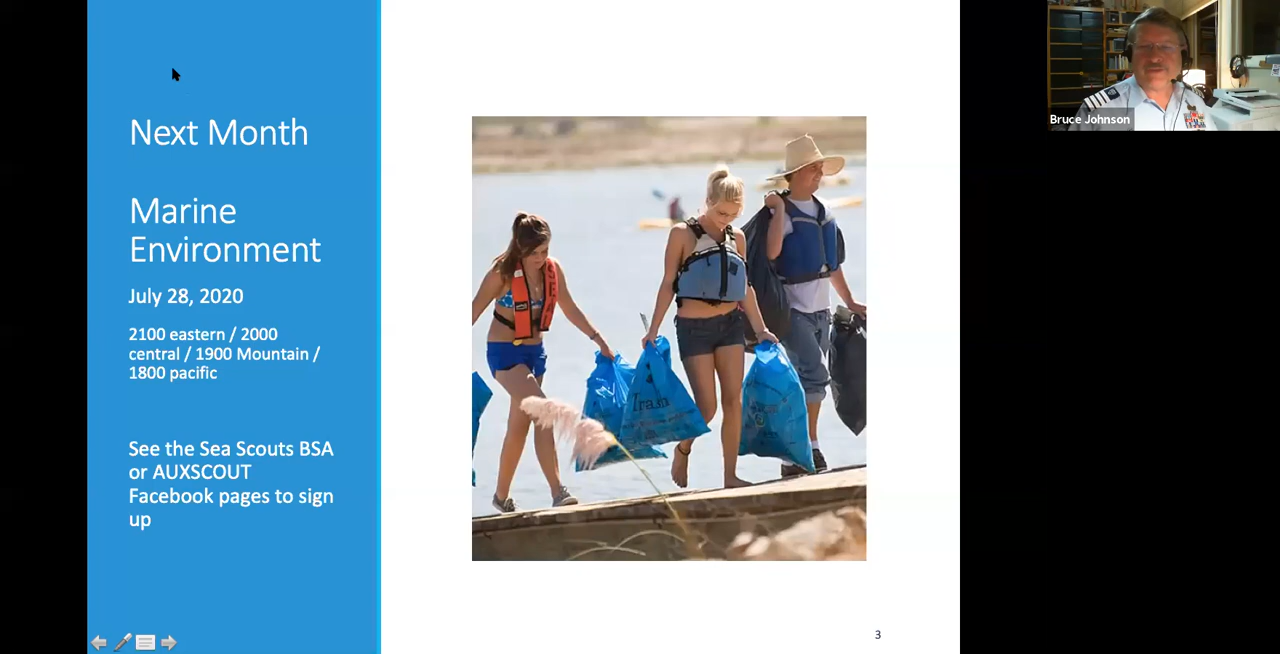 Next Month
Marine
Environment
July 28, 2020
2100 eastern / 2000
central / 1900 Mountain /
1800 pacific
See the Sea Scouts BSA
or AUXSCOUT
Facebook pages to sign
up
Trash
3
Bruce Johnson